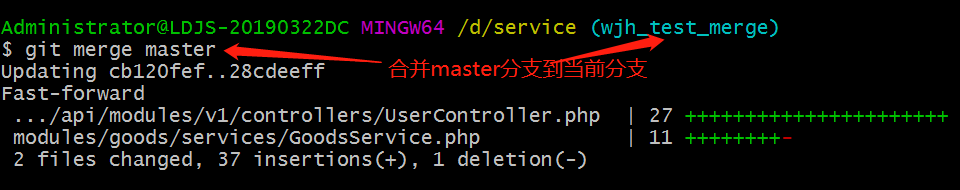 Administrator@LDJS-20190322DC MINGW64 /d/service (wjh_test_merge)
$ git merge master
合并master分支到当前分支
Updating cb120fef..28cdeeff
Fast-forward
.../api/modules/v1/controllers/UserController.php | 27 ++++++++++++++++++++++
modules/goods/services/GoodsService.php | 11 ++++++++-
2 files changed, 37 insertions(+), 1 deletion(-)